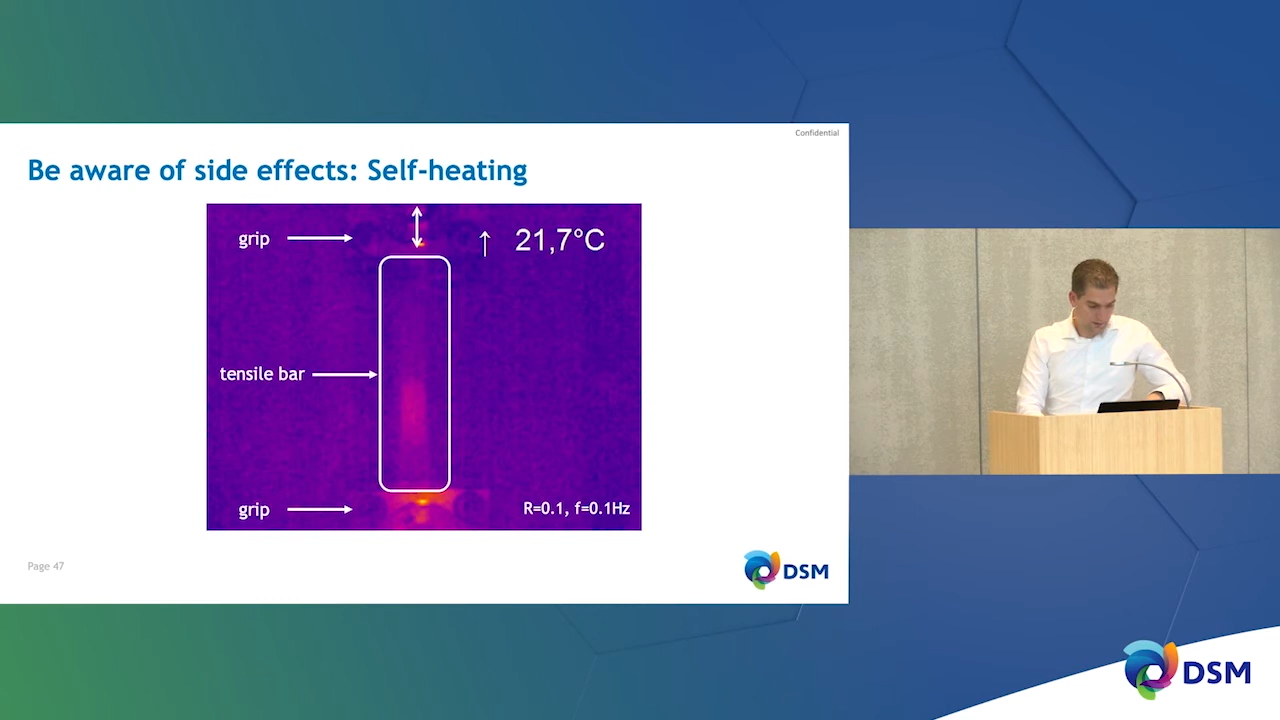 Confidential
Be aware of side effects: Self-heating
grip
↑ 21,7°C
tensile bar
grip
R=0.1, f=0.1Hz
Page 47
DSM
DSM